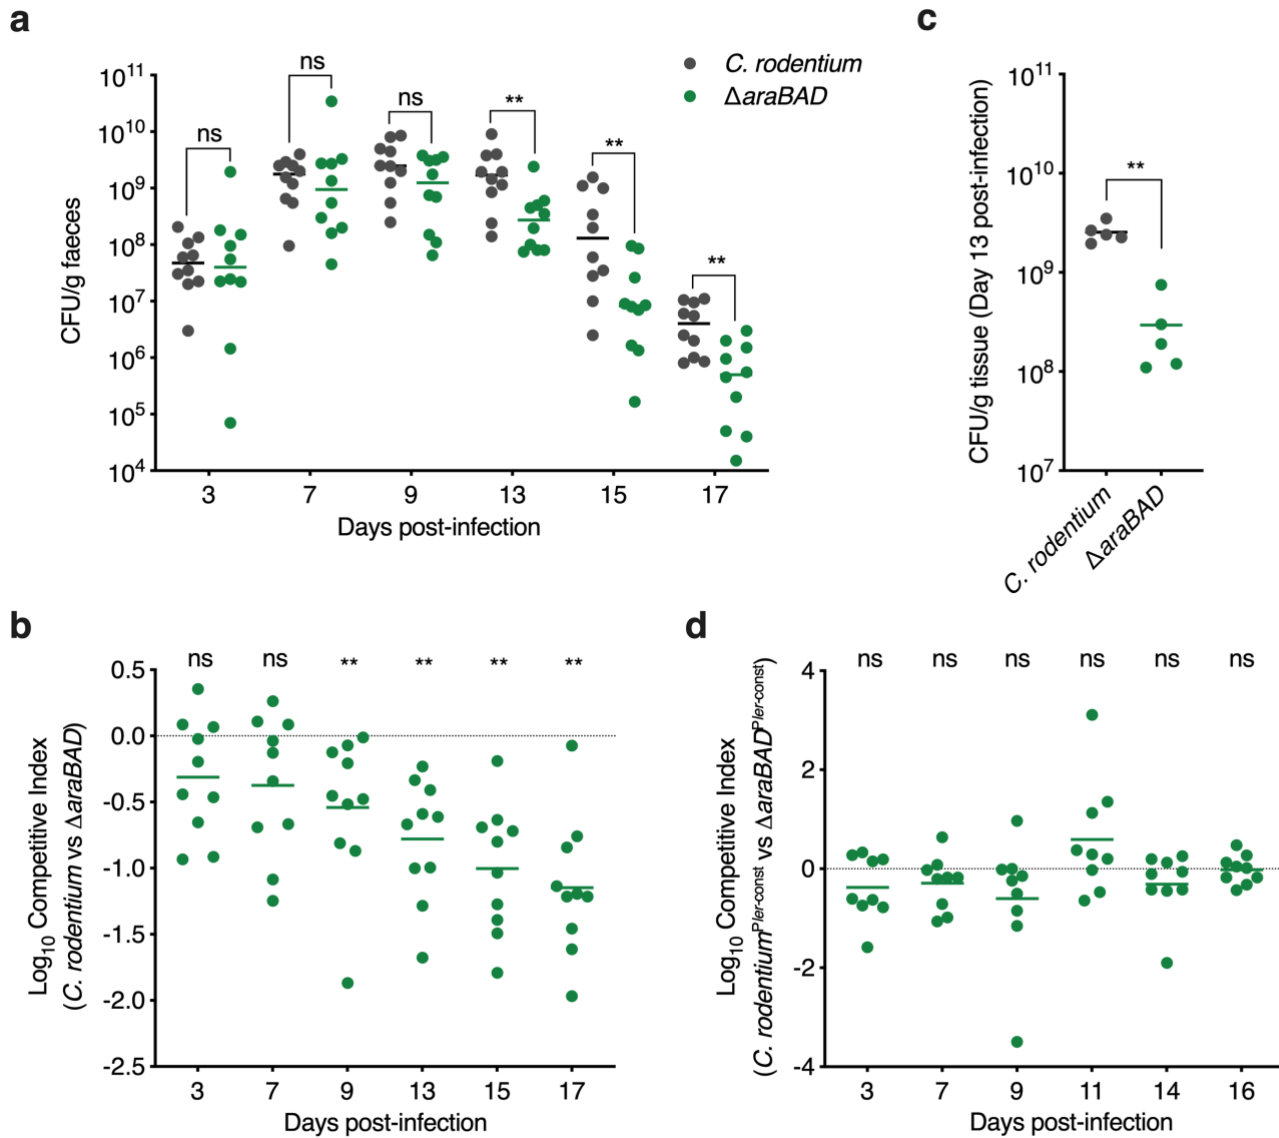 a
CFU/g faeces
10¹¹
10¹⁰
10⁹
10⁸
10⁷
10⁶
10⁵
10⁴
ns
ns
ns
**
**
**
3 7 9 13 15 17
Days post-infection
C. rodentium
ΔaraBAD
c
CFU/g tissue (Day 13 post-infection)
10¹¹
10¹⁰
10⁹
10⁸
10⁷
**
C. rodentium
ΔaraBAD
b
Log₁₀ Competitive Index
(C. rodentium vs ΔaraBAD)
ns ns ** ** ** **
0.5
0.0
-0.5
-1.0
-1.5
-2.0
-2.5
3 7 9 13 15 17
Days post-infection
d
Log₁₀ Competitive Index
(C. rodentiumᴾˡᵉʳ⁻ᶜᵒⁿˢᵗ vs ΔaraBADᴾˡᵉʳ⁻ᶜᵒⁿˢᵗ)
ns ns ns ns ns ns
4
2
0
-2
-4
3 7 9 11 14 16
Days post-infection